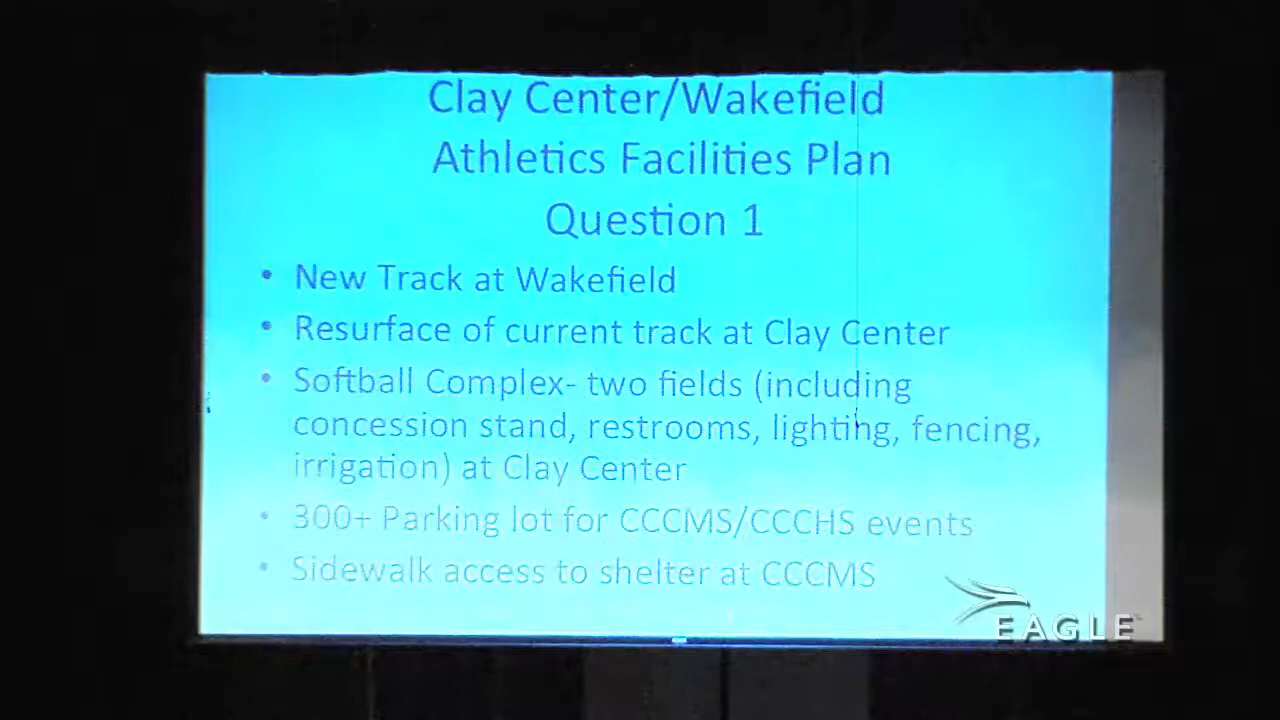 Clay Center/Wakefield
Athletics Facilities Plan
Question 1
• New Track at Wakefield
• Resurface of current track at Clay Center
• Softball Complex- two fields (including
concession stand, restrooms, lighting, fencing,
irrigation) at Clay Center
• 300+ Parking lot for CCCMS/CCCHS events
• Sidewalk access to shelter at CCCMS
EAGLE